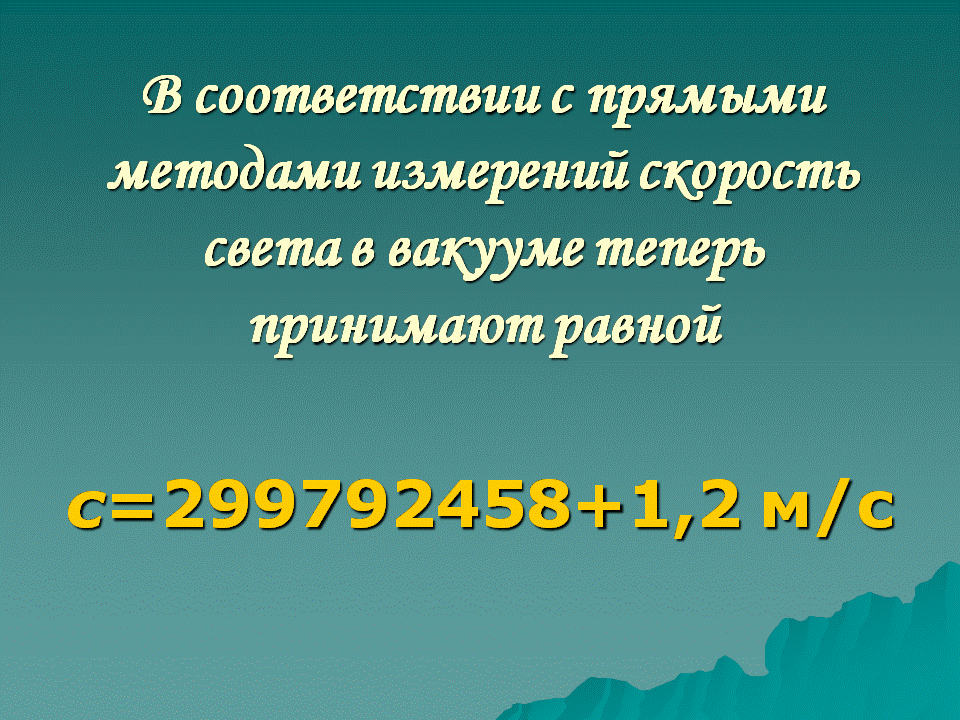 В соответствии с прямыми
методами измерений скорость
света в вакууме теперь
принимают равной
c=299792458+1,2 м/с